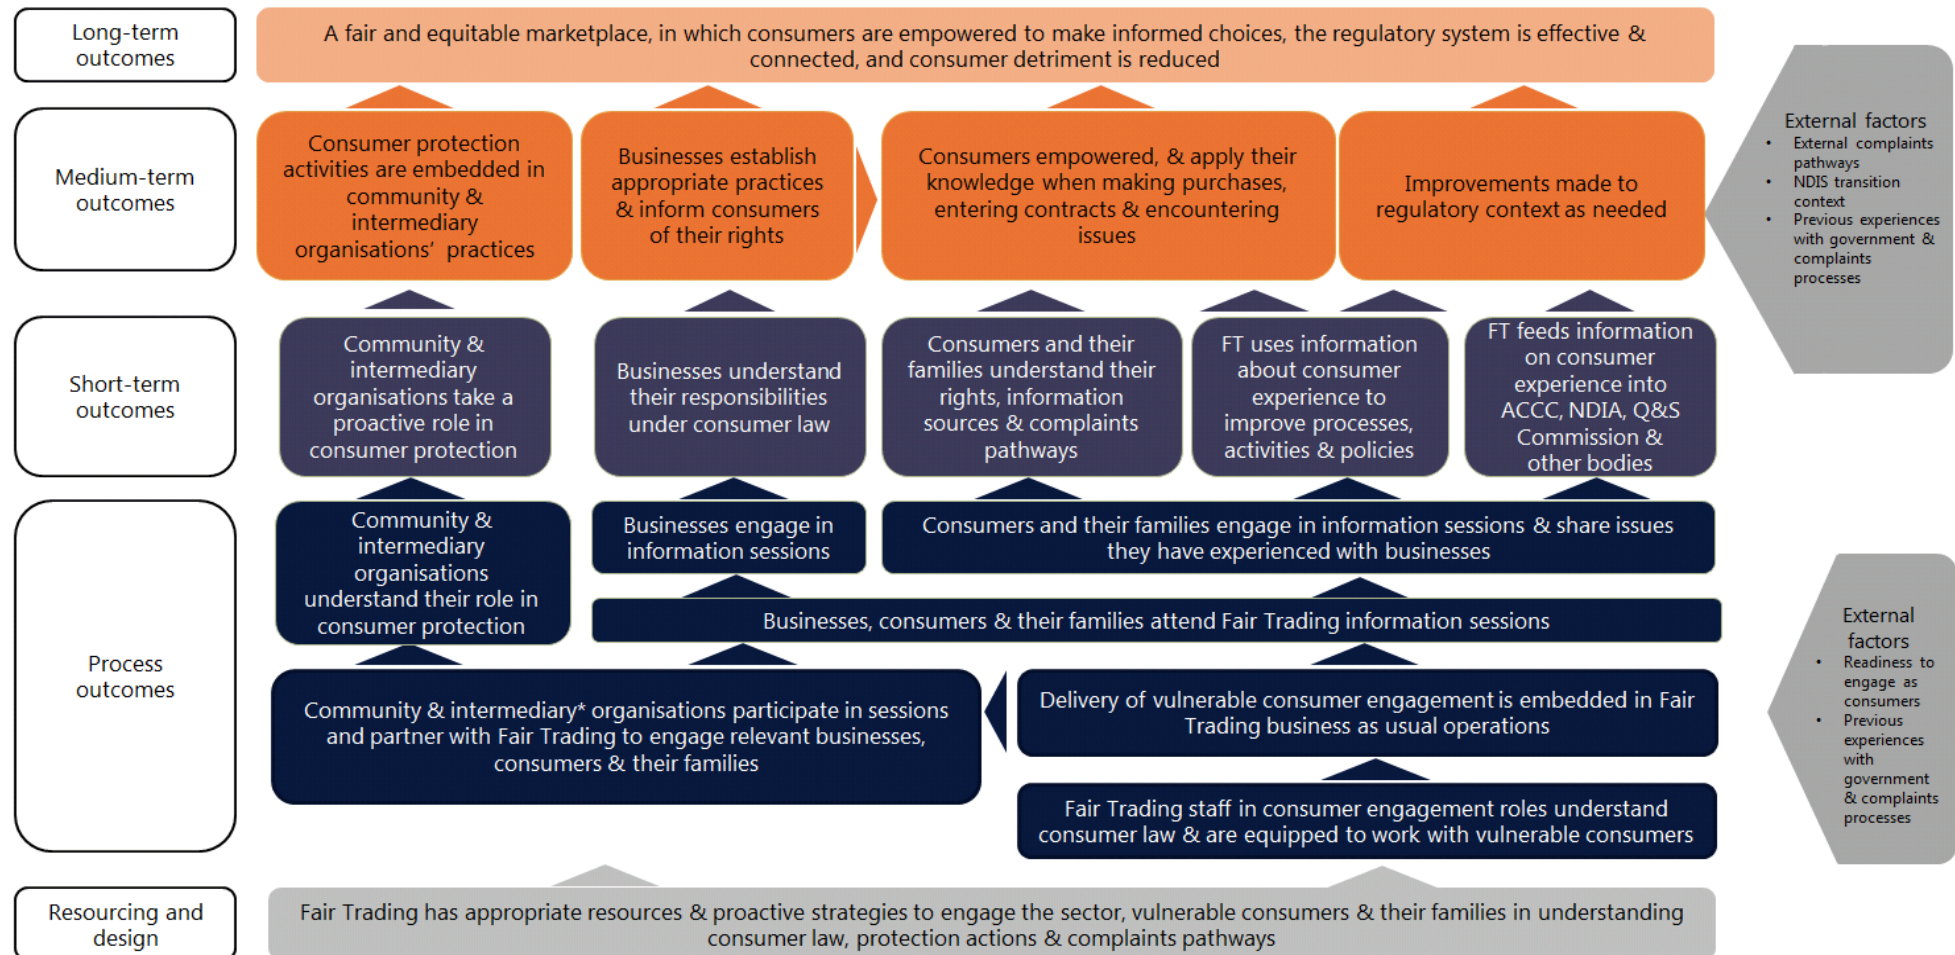 Long-term
outcomes
A fair and equitable marketplace, in which consumers are empowered to make informed choices, the regulatory system is effective &
connected, and consumer detriment is reduced
Medium-term
outcomes
Consumer protection
activities are embedded in
community &
intermediary
organisations' practices
Businesses establish
appropriate practices
& inform consumers
of their rights
Consumers empowered, & apply their
knowledge when making purchases,
entering contracts & encountering
issues
Improvements made to
regulatory context as needed
External factors
• External complaints
pathways
• NDIS transition
context
• Previous experiences
with government &
complaints
processes
Short-term
outcomes
Community &
intermediary
organisations take a
proactive role in
consumer protection
Businesses understand
their responsibilities
under consumer law
Consumers and their
families understand their
rights, information
sources & complaints
pathways
FT uses information
about consumer
experience to
improve processes,
activities & policies
FT feeds information
on consumer
experience into
ACCC, NDIA, Q&S
Commission &
other bodies
Process
outcomes
Community &
intermediary
organisations
understand their role in
consumer protection
Businesses engage in
information sessions
Consumers and their families engage in information sessions & share issues
they have experienced with businesses
Businesses, consumers & their families attend Fair Trading information sessions
Community & intermediary* organisations participate in sessions
and partner with Fair Trading to engage relevant businesses,
consumers & their families
Delivery of vulnerable consumer engagement is embedded in Fair
Trading business as usual operations
Fair Trading staff in consumer engagement roles understand
consumer law & are equipped to work with vulnerable consumers
External
factors
• Readiness to
engage as
consumers
• Previous
experiences
with
government
& complaints
processes
Resourcing and
design
Fair Trading has appropriate resources & proactive strategies to engage the sector, vulnerable consumers & their families in understanding
consumer law, protection actions & complaints pathways